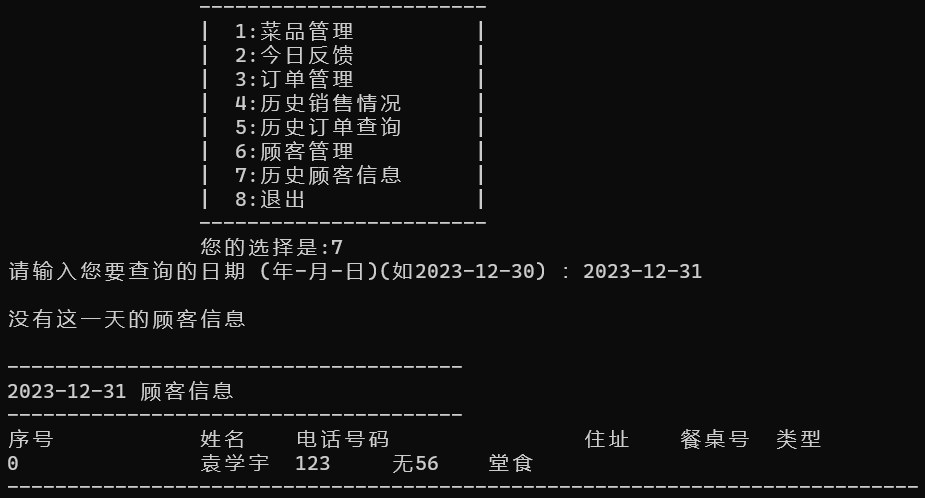 ------------------------
|  1:菜品管理          |
|  2:今日反馈          |
|  3:订单管理          |
|  4:历史销售情况      |
|  5:历史订单查询      |
|  6:顾客管理          |
|  7:历史顾客信息      |
|  8:退出              |
------------------------
您的选择是:7
请输入您要查询的日期 (年-月-日)(如2023-12-30) : 2023-12-31
没有这一天的顾客信息
--------------------------------------
2023-12-31 顾客信息
--------------------------------------
序号            姓名    电话号码                住址    餐桌号  类型
0               袁学宇  123     无56    堂食
----------------------------------------------------------------------------